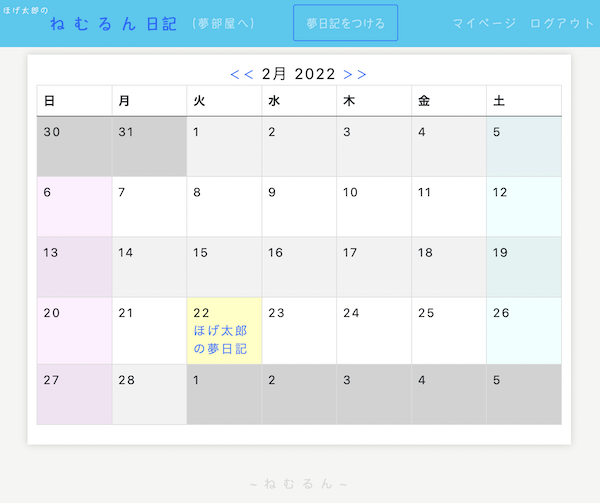 ほげ太郎の
ねむるん日記 (夢部屋へ) 夢日記をつける マイページ ログアウト
<< 2月 2022 >>
日 月 火 水 木 金 土
30 31 1 2 3 4 5
6 7 8 9 10 11 12
13 14 15 16 17 18 19
20 21 22 23 24 25 26
ほげ太郎
の夢日記
27 28 1 2 3 4 5
~ねむるん~